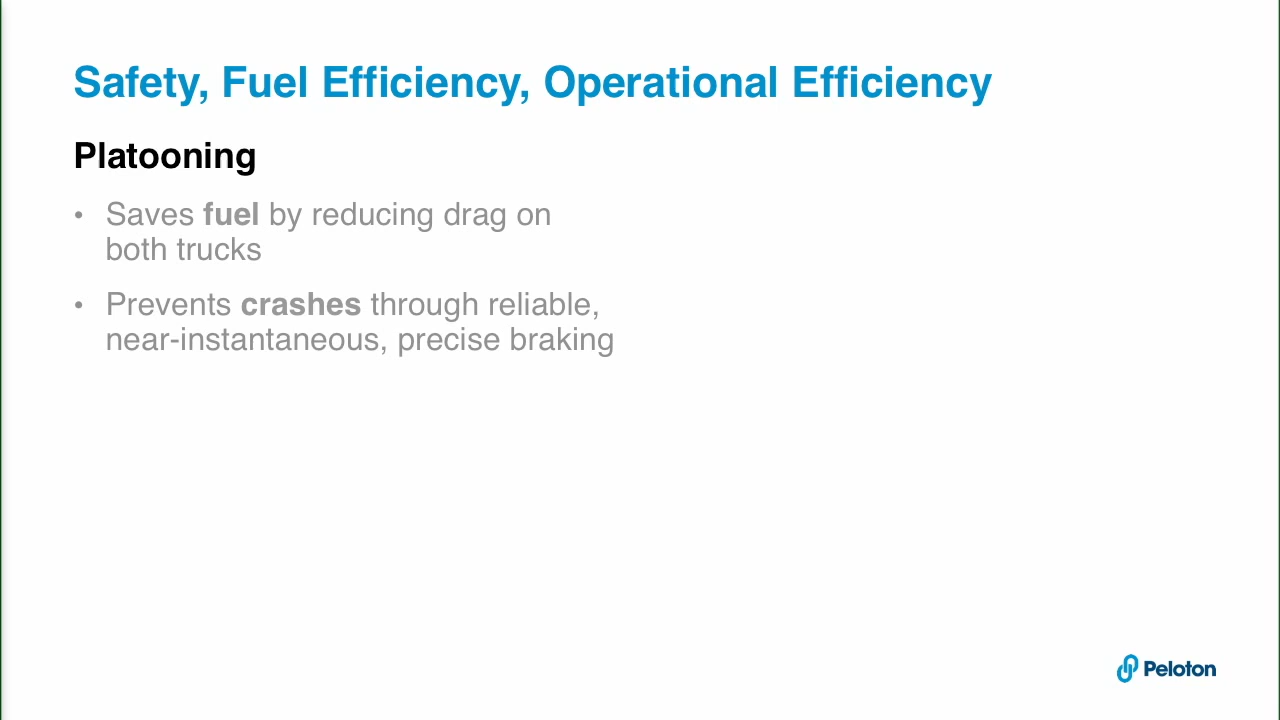 Safety, Fuel Efficiency, Operational Efficiency
Platooning
• Saves fuel by reducing drag on
both trucks
• Prevents crashes through reliable,
near-instantaneous, precise braking
Peloton